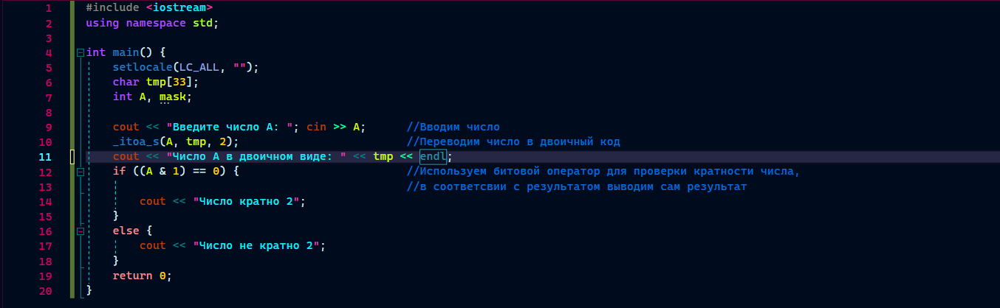 1 #include <iostream>
2 using namespace std;
3
4 int main() {
5 setlocale(LC_ALL, "");
6 char tmp[33];
7 int A, mask;
8
9 cout << "Введите число A: "; cin >> A; //Вводим число
10 _itoa_s(A, tmp, 2); //Переводим число в двоичный код
11 cout << "Число A в двоичном виде: " << tmp << endl;
12 if ((A & 1) == 0) { //Используем битовой оператор для проверки кратности числа,
13 //в соответсвии с результатом выводим сам результат
14 cout << "Число кратно 2";
15 }
16 else {
17 cout << "Число не кратно 2";
18 }
19 return 0;
20 }